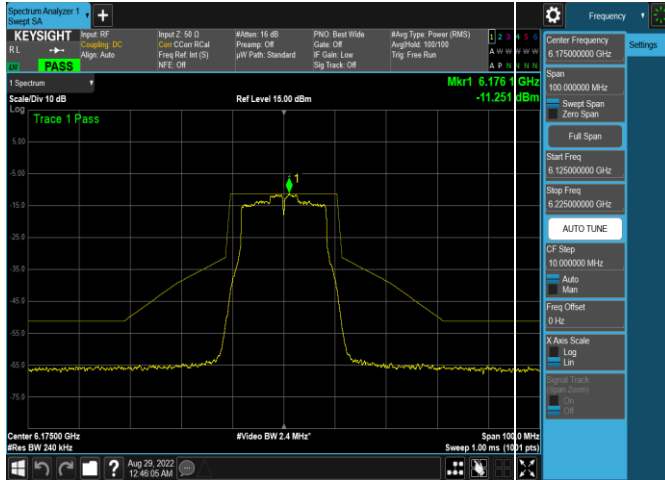 Spectrum Analyzer 1
Swept SA
KEYSIGHT
RL
PASS
Input: RF
Coupling: DC
Align: Auto
Input Z: 50 Ω
Corr CCorr RCal
Freq Ref: Int (S)
NFE: Off
#Atten: 16 dB
Preamp: Off
µW Path: Standard
PNO: Best Wide
Gate: Off
IF Gain: Low
Sig Track: Off
#Avg Type: Power (RMS)
Avg|Hold: 100/100
Trig: Free Run
1 2 3 4 5 6
A W W W W W
A P N N N N
1 Spectrum
Scale/Div 10 dB
Log
Ref Level 15.00 dBm
Mkr1 6.176 1 GHz
-11.251 dBm
Trace 1 Pass
1
5.00
-5.00
-15.0
-25.0
-35.0
-45.0
-55.0
-65.0
-75.0
Center 6.17500 GHz
#Res BW 240 kHz
#Video BW 2.4 MHz*
Span 100.0 MHz
Sweep 1.00 ms (1001 pts)
Aug 29, 2022
12:46:05 AM
Frequency
Settings
Center Frequency
6.175000000 GHz
Span
100.000000 MHz
Swept Span
Zero Span
Full Span
Start Freq
6.125000000 GHz
Stop Freq
6.225000000 GHz
AUTO TUNE
CF Step
10.000000 MHz
Auto
Man
Freq Offset
0 Hz
X Axis Scale
Log
Lin
Signal Track
(Span Zoom)
On
Off